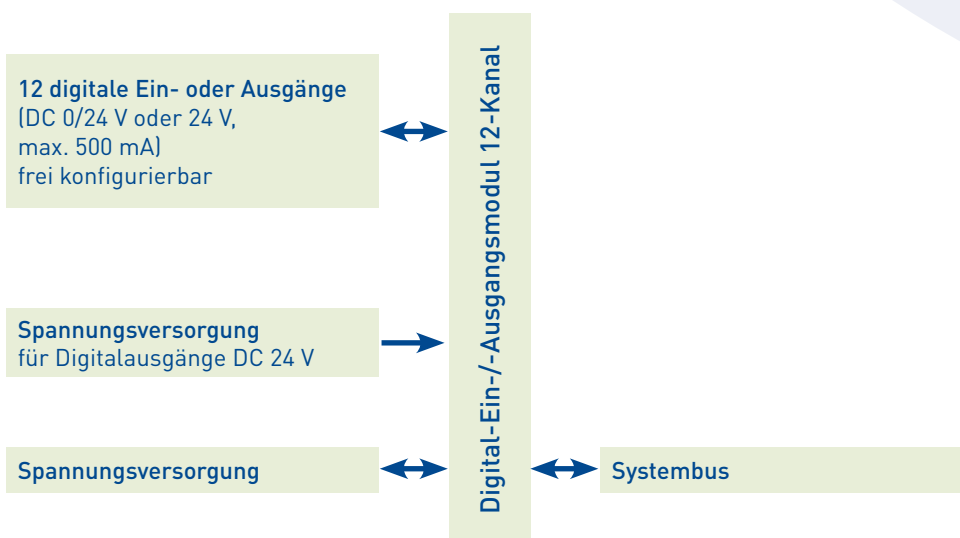 12 digitale Ein- oder Ausgänge
(DC 0/24 V oder 24 V,
max. 500 mA)
frei konfigurierbar
Spannungsversorgung
für Digitalausgänge DC 24 V
Spannungsversorgung
Digital-Ein-/-Ausgangsmodul 12-Kanal
Systembus